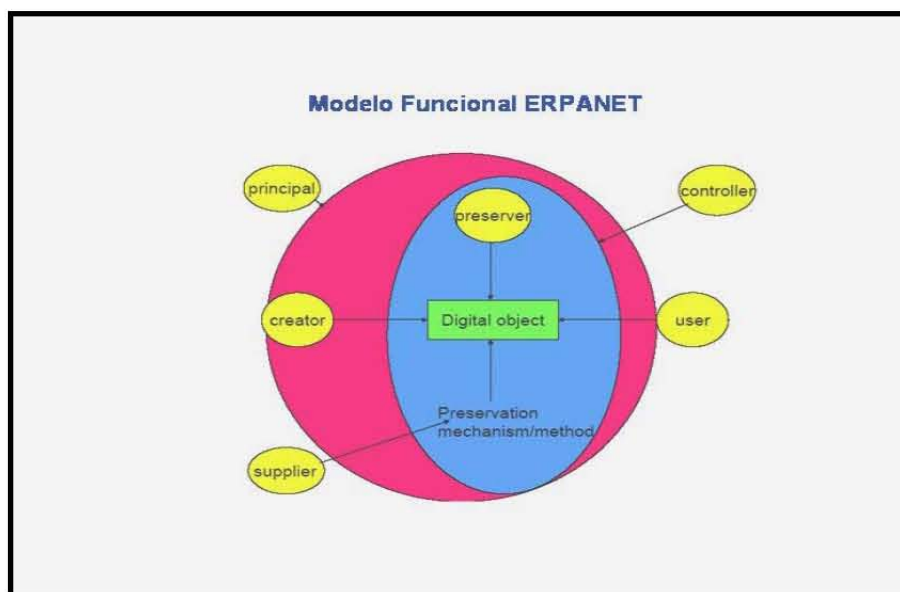 Modelo Funcional ERPANET
principal
controller
preserver
creator
Digital object
user
Preservation
mechanism/method
supplier